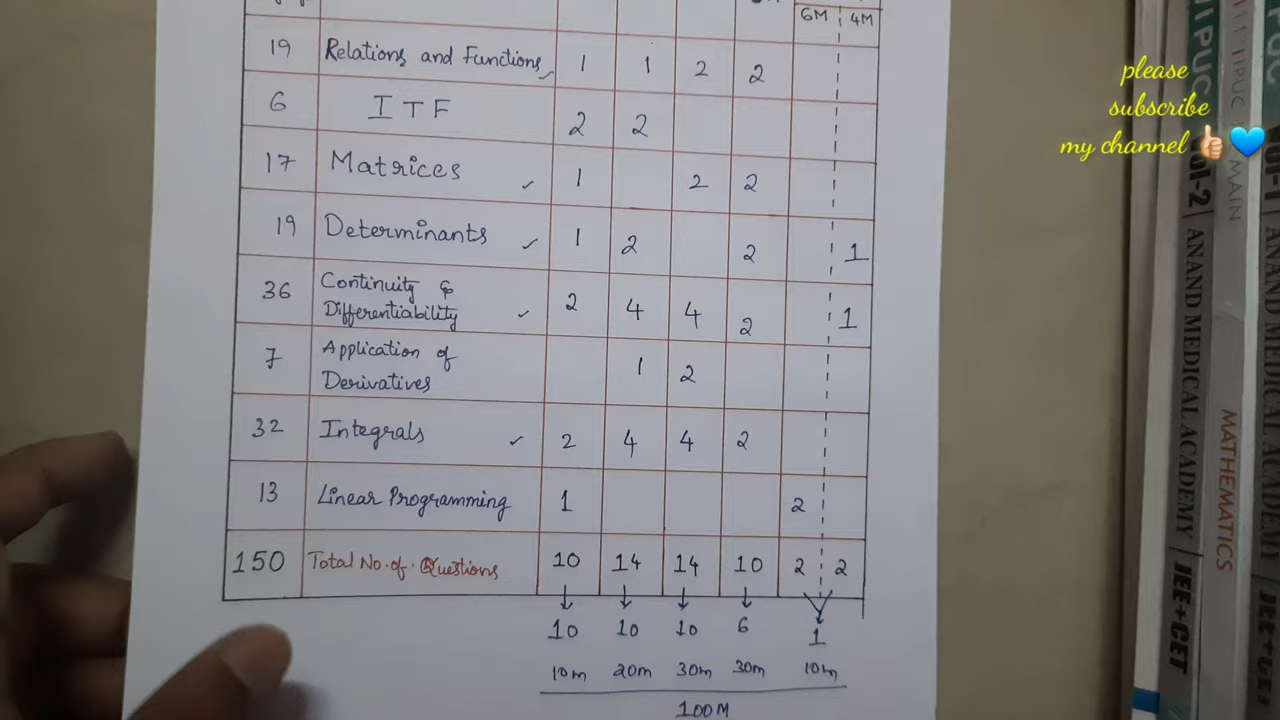 6M 4M
19 Relations and Functions 1 1 2 2
6 ITF 2 2
17 Matrices 1 2 2
19 Determinants 1 2 2 1
36 Continuity & Differentiability 2 4 4 2 1
7 Application of Derivatives 1 2
32 Integrals 2 4 4 2
13 Linear Programming 1 2
150 Total No. of. Questions 10 14 14 10 2 2
10 10 10 6 1
10m 20m 30m 30m 10m
100M
please
subscribe
my channel 👍🏻💙
MAIN
ANAND MEDICAL ACADEMY
JEE+CET
MATHEMATICS